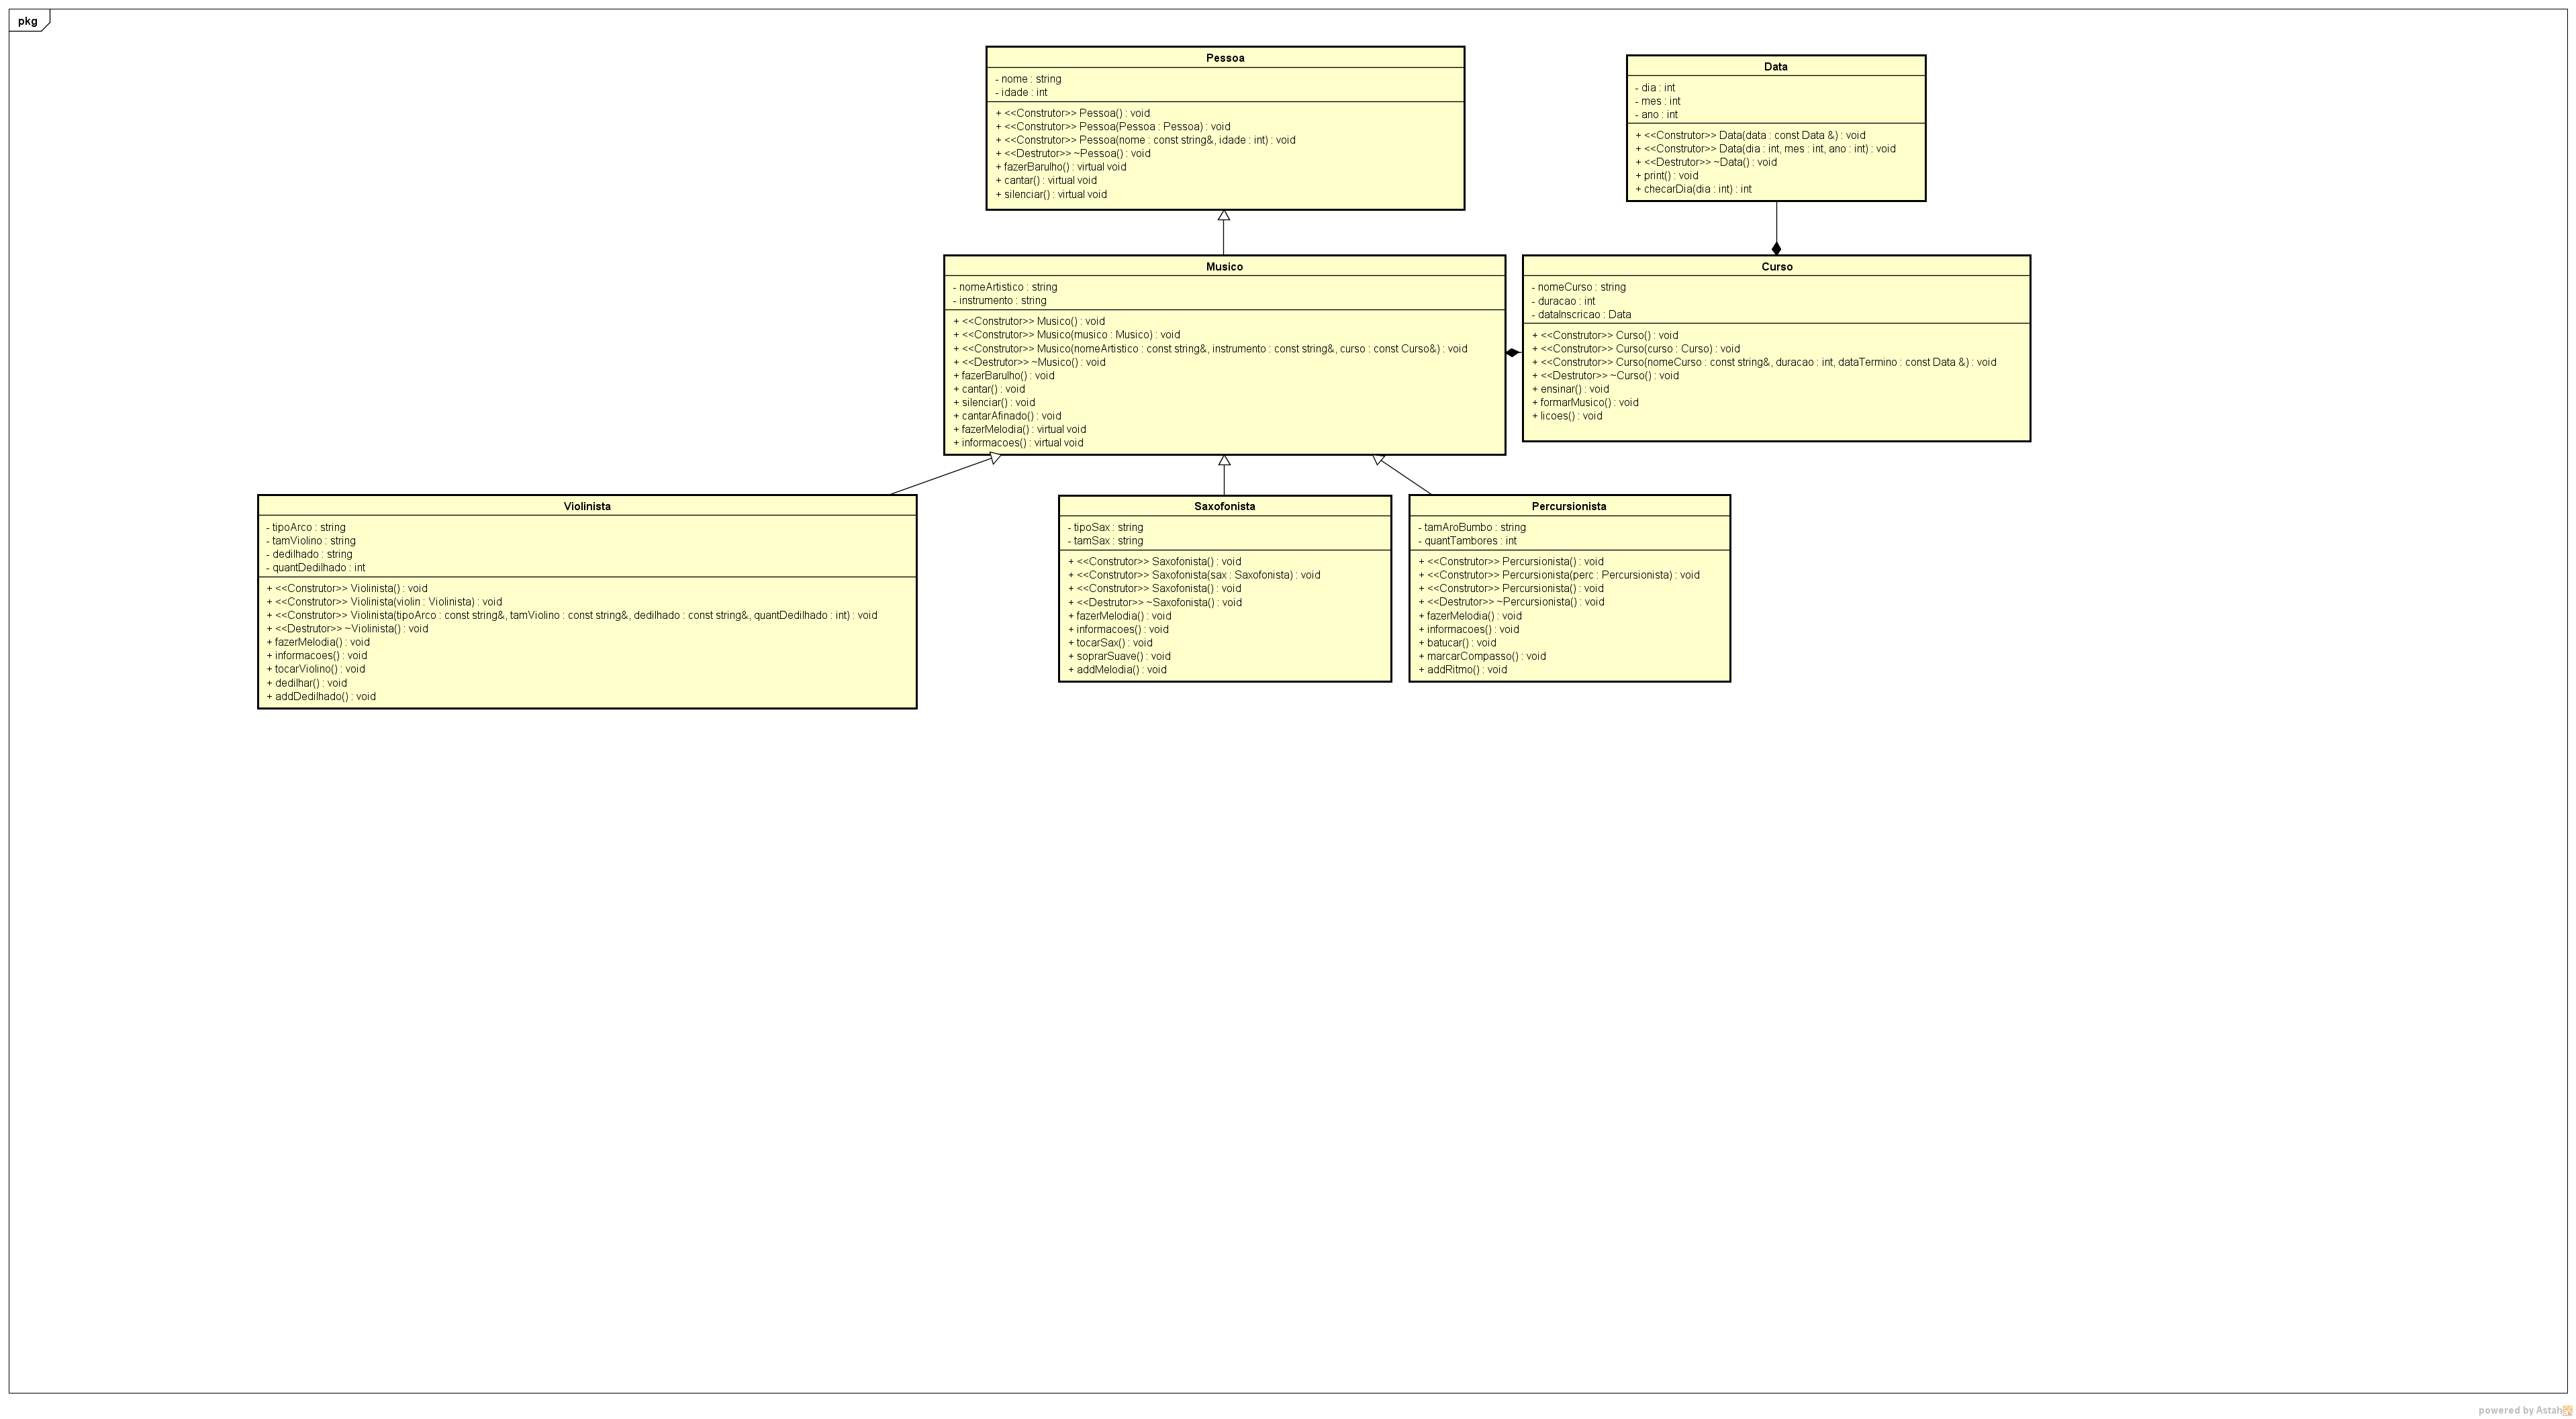 pkg
Pessoa
- nome : string
- idade : int
+ <<Construtor>> Pessoa() : void
+ <<Construtor>> Pessoa(Pessoa : Pessoa) : void
+ <<Construtor>> Pessoa(nome : const string&, idade : int) : void
+ <<Destrutor>> ~Pessoa() : void
+ fazerBarulho() : virtual void
+ cantar() : virtual void
+ silenciar() : virtual void
Data
- dia : int
- mes : int
- ano : int
+ <<Construtor>> Data(data : const Data &) : void
+ <<Construtor>> Data(dia : int, mes : int, ano : int) : void
+ <<Destrutor>> ~Data() : void
+ print() : void
+ checarDia(dia : int) : int
Musico
- nomeArtistico : string
- instrumento : string
+ <<Construtor>> Musico() : void
+ <<Construtor>> Musico(musico : Musico) : void
+ <<Construtor>> Musico(nomeArtistico : const string&, instrumento : const string&, curso : const Curso&) : void
+ <<Destrutor>> ~Musico() : void
+ fazerBarulho() : void
+ cantar() : void
+ silenciar() : void
+ cantarAfinado() : void
+ fazerMelodia() : virtual void
+ informacoes() : virtual void
Curso
- nomeCurso : string
- duracao : int
- dataInscricao : Data
+ <<Construtor>> Curso() : void
+ <<Construtor>> Curso(curso : Curso) : void
+ <<Construtor>> Curso(nomeCurso : const string&, duracao : int, dataTermino : const Data &) : void
+ <<Destrutor>> ~Curso() : void
+ ensinar() : void
+ formarMusico() : void
+ licoes() : void
Violinista
- tipoArco : string
- tamViolino : string
- dedilhado : string
- quantDedilhado : int
+ <<Construtor>> Violinista() : void
+ <<Construtor>> Violinista(violin : Violinista) : void
+ <<Construtor>> Violinista(tipoArco : const string&, tamViolino : const string&, dedilhado : const string&, quantDedilhado : int) : void
+ <<Destrutor>> ~Violinista() : void
+ fazerMelodia() : void
+ informacoes() : void
+ tocarViolino() : void
+ dedilhar() : void
+ addDedilhado() : void
Saxofonista
- tipoSax : string
- tamSax : string
+ <<Construtor>> Saxofonista() : void
+ <<Construtor>> Saxofonista(sax : Saxofonista) : void
+ <<Construtor>> Saxofonista() : void
+ <<Destrutor>> ~Saxofonista() : void
+ fazerMelodia() : void
+ informacoes() : void
+ tocarSax() : void
+ soprarSuave() : void
+ addMelodia() : void
Percursionista
- tamAroBumbo : string
- quantTambores : int
+ <<Construtor>> Percursionista() : void
+ <<Construtor>> Percursionista(perc : Percursionista) : void
+ <<Construtor>> Percursionista() : void
+ <<Destrutor>> ~Percursionista() : void
+ fazerMelodia() : void
+ informacoes() : void
+ batucar() : void
+ marcarCompasso() : void
+ addRitmo() : void
powered by Astah